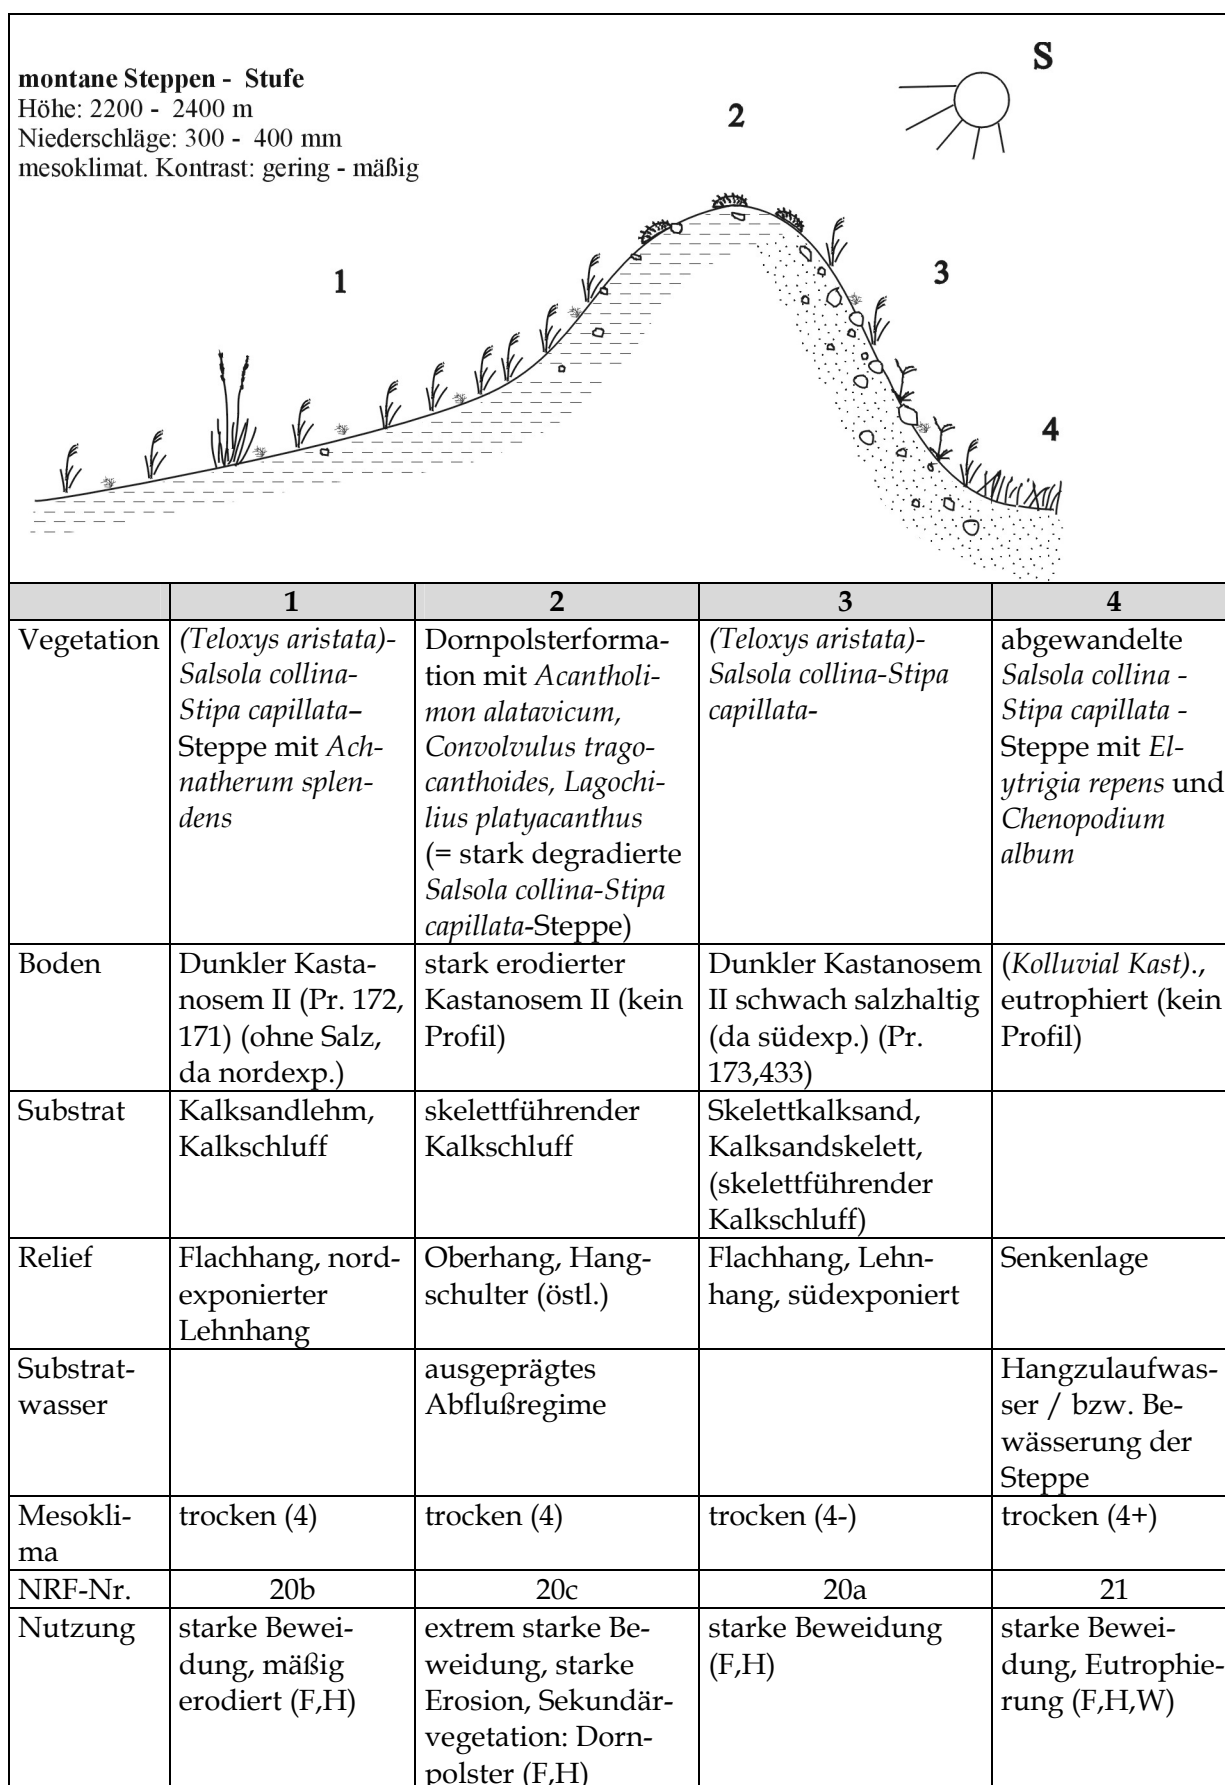 S
montane Steppen - Stufe
Höhe: 2200 - 2400 m
Niederschläge: 300 - 400 mm
mesoklimat. Kontrast: gering - mäßig
2
1
3
4
1
2
3
4
Vegetation
(Teloxys aristata)-
Salsola collina-
Stipa capillata–
Steppe mit Ach-
natherum splen-
dens
Dornpolsterforma-
tion mit Acantholi-
mon alatavicum,
Convolvulus trago-
canthoides, Lagochi-
lius platyacanthus
(= stark degradierte
Salsola collina-Stipa
capillata-Steppe)
(Teloxys aristata)-
Salsola collina-Stipa
capillata-
abgewandelte
Salsola collina -
Stipa capillata -
Steppe mit El-
ytrigia repens und
Chenopodium
album
Boden
Dunkler Kasta-
nosem II (Pr. 172,
171) (ohne Salz,
da nordexp.)
stark erodierter
Kastanosem II (kein
Profil)
Dunkler Kastanosem
II schwach salzhaltig
(da südexp.) (Pr.
173,433)
(Kolluvial Kast).,
eutrophiert (kein
Profil)
Substrat
Kalksandlehm,
Kalkschluff
skelettführender
Kalkschluff
Skelettkalksand,
Kalksandskelett,
(skelettführender
Kalkschluff)
Relief
Flachhang, nord-
exponierter
Lehnhang
Oberhang, Hang-
schulter (östl.)
Flachhang, Lehn-
hang, südexponiert
Senkenlage
Substrat-
wasser
ausgeprägtes
Abflußregime
Hangzulaufwas-
ser / bzw. Be-
wässerung der
Steppe
Mesokli-
ma
trocken (4)
trocken (4)
trocken (4-)
trocken (4+)
NRF-Nr.
20b
20c
20a
21
Nutzung
starke Bewei-
dung, mäßig
erodiert (F,H)
extrem starke Be-
weidung, starke
Erosion, Sekundär-
vegetation: Dorn-
polster (F,H)
starke Beweidung
(F,H)
starke Bewei-
dung, Eutrophie-
rung (F,H,W)